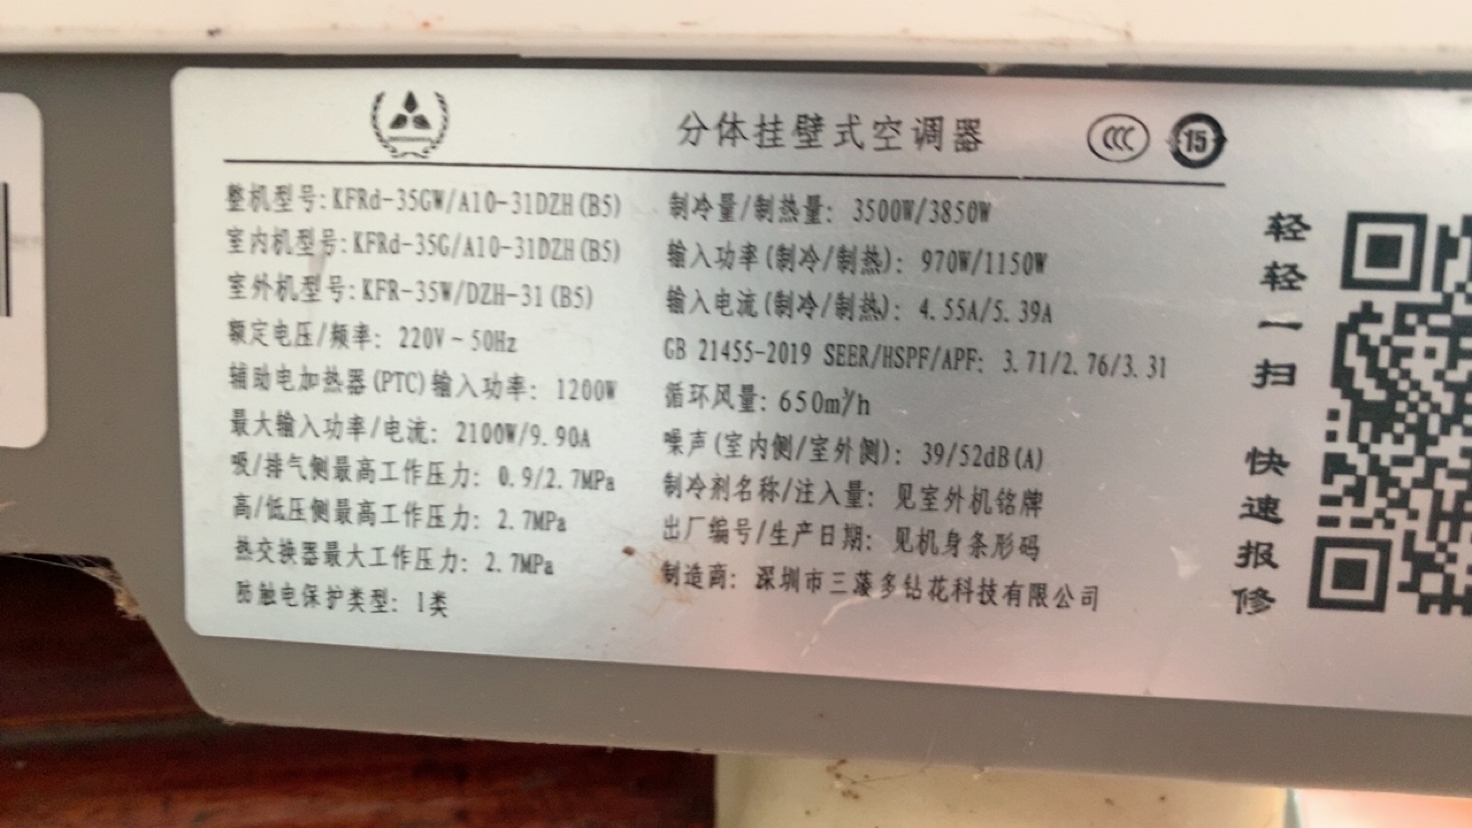 分体挂壁式空调器
CCC
15
整机型号:KFRd-35GW/A10-31DZH(B5)
室内机型号:KFRd-35G/A10-31DZH(B5)
室外机型号:KFR-35W/DZH-31(B5)
额定电压/频率: 220V~50Hz
辅助电加热器(PTC)输入功率: 1200W
最大输入功率/电流: 2100W/9.90A
吸/排气侧最高工作压力: 0.9/2.7MPa
高/低压侧最高工作压力: 2.7MPa
热交换器最大工作压力: 2.7MPa
防触电保护类型: I类
制冷量/制热量: 3500W/3850W
输入功率(制冷/制热): 970W/1150W
输入电流(制冷/制热): 4.55A/5.39A
GB 21455-2019 SEER/HSPF/APF: 3.71/2.76/3.31
循环风量: 650m³/h
噪声(室内侧/室外侧): 39/52dB(A)
制冷剂名称/注入量: 见室外机铭牌
出厂编号/生产日期: 见机身条形码
制造商: 深圳市三菱多钻花科技有限公司
轻轻一扫 快速报修